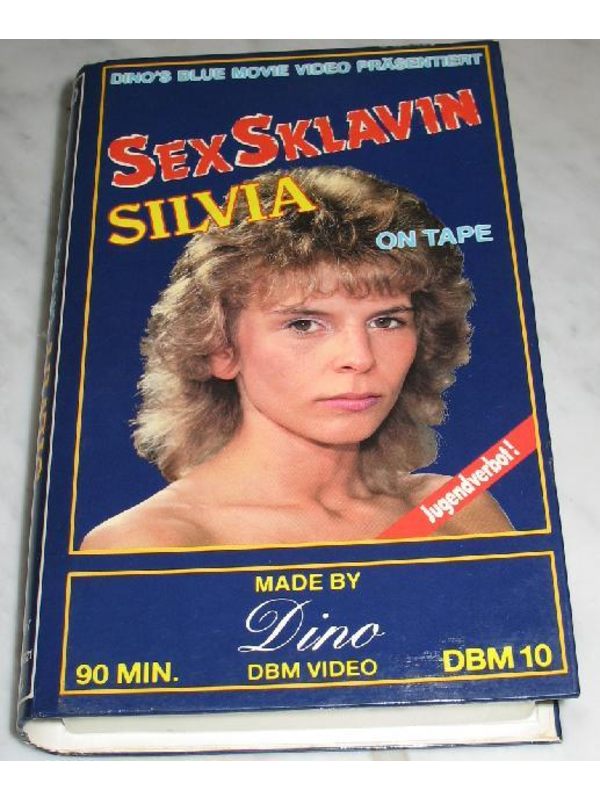 DINO'S BLUE MOVIE VIDEO PRÄSENTIERT
SEXSKLAVIN
SILVIA
ON TAPE
Jugendverbot!
MADE BY
Dino
90 MIN.
DBM VIDEO
DBM 10